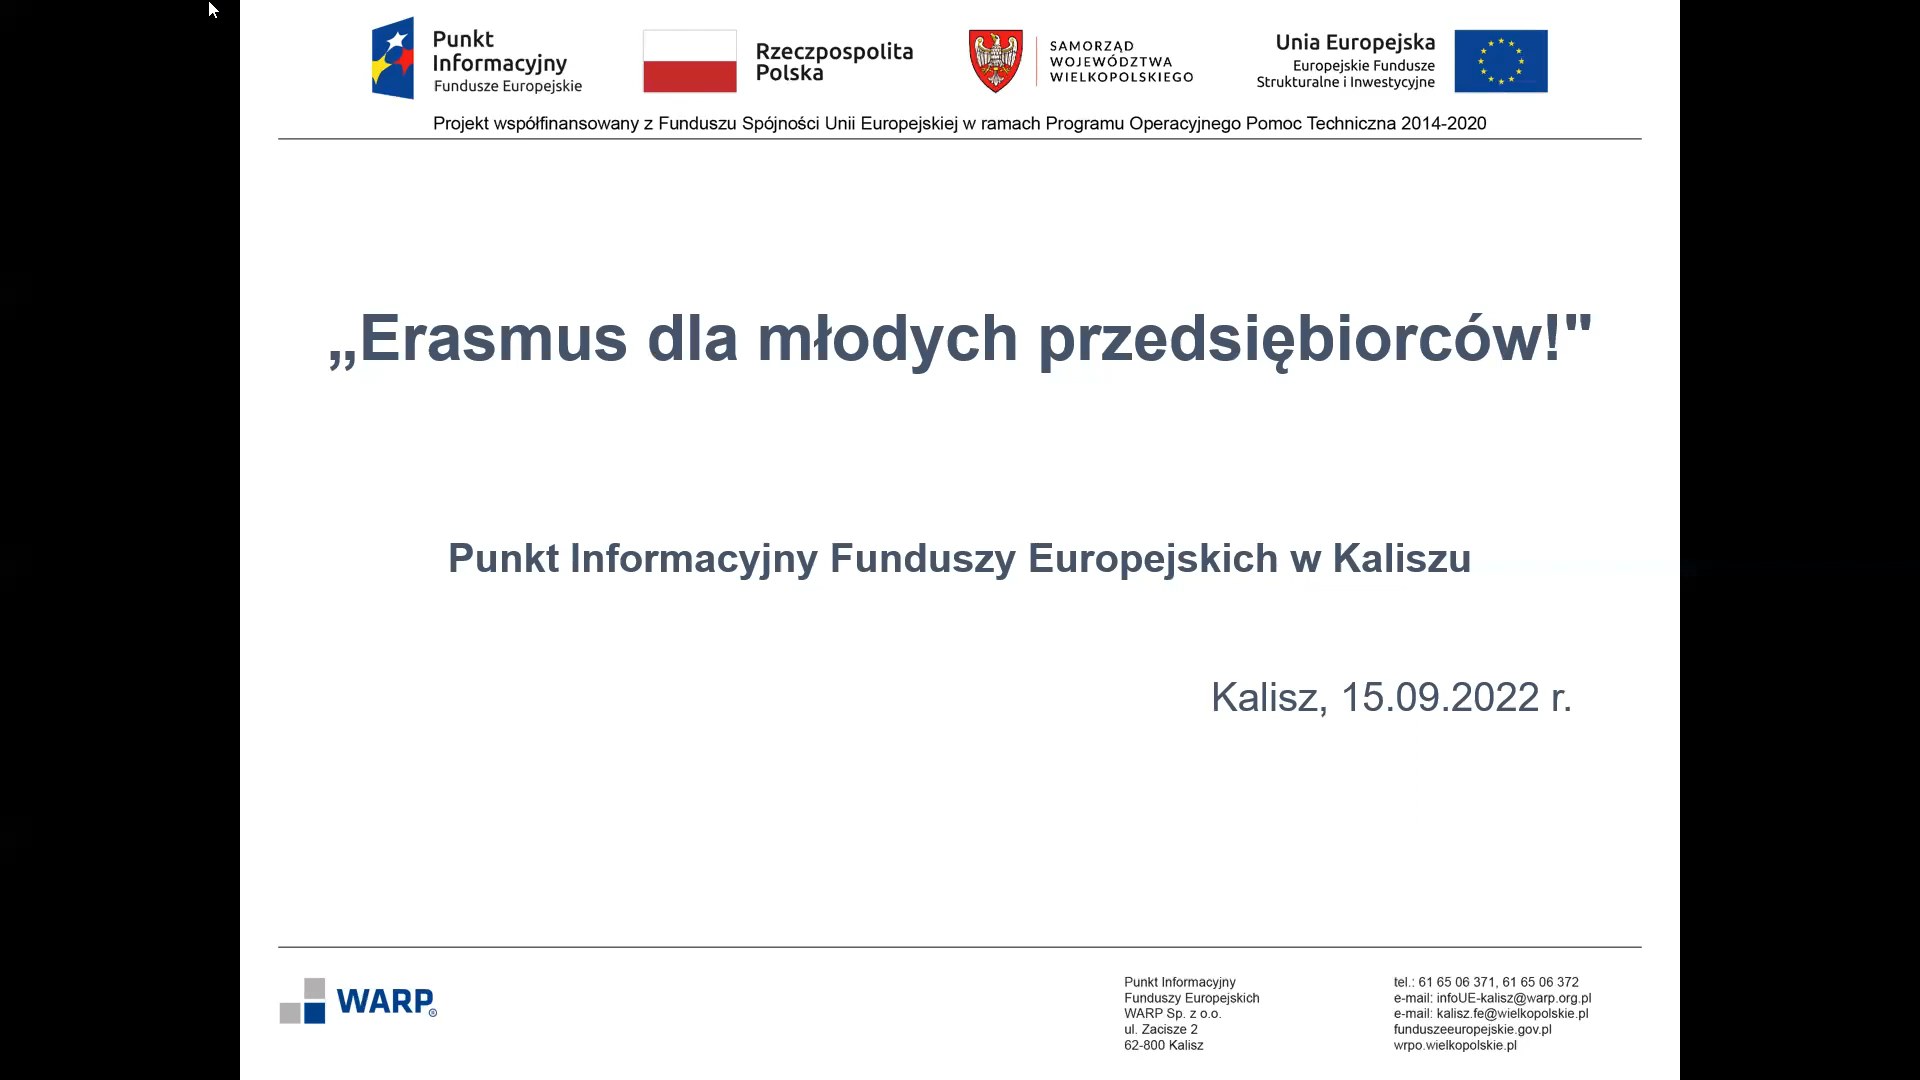 Punkt
Informacyjny
Fundusze Europejskie
Rzeczpospolita
Polska
SAMORZĄD
WOJEWÓDZTWA
WIELKOPOLSKIEGO
Unia Europejska
Europejskie Fundusze
Strukturalne i Inwestycyjne
Projekt współfinansowany z Funduszu Spójności Unii Europejskiej w ramach Programu Operacyjnego Pomoc Techniczna 2014-2020
„Erasmus dla młodych przedsiębiorców!"
Punkt Informacyjny Funduszy Europejskich w Kaliszu
Kalisz, 15.09.2022 r.
WARP®
Punkt Informacyjny
Funduszy Europejskich
WARP Sp. z o.o.
ul. Zacisze 2
62-800 Kalisz
tel.: 61 65 06 371, 61 65 06 372
e-mail: infoUE-kalisz@warp.org.pl
e-mail: kalisz.fe@wielkopolskie.pl
funduszeeuropejskie.gov.pl
wrpo.wielkopolskie.pl